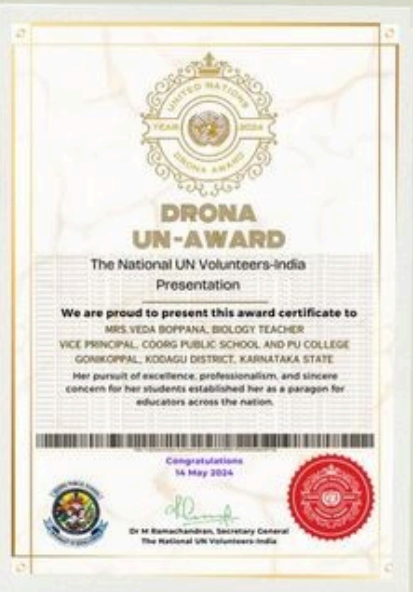 UNITED NATIONS
YEAR 2024
DRONA AWARD
DRONA
UN-AWARD
The National UN Volunteers-India
Presentation
We are proud to present this award certificate to
MRS.VEDA BOPPANA, BIOLOGY TEACHER
VICE PRINCIPAL, COORG PUBLIC SCHOOL AND PU COLLEGE
GONIKOPPAL, KODAGU DISTRICT, KARNATAKA STATE
Her pursuit of excellence, professionalism, and sincere
concern for her students established her as a paragon for
educators across the nation.
Congratulations
14 May 2024
Dr M Ramachandran, Secretary General
The National UN Volunteers-India